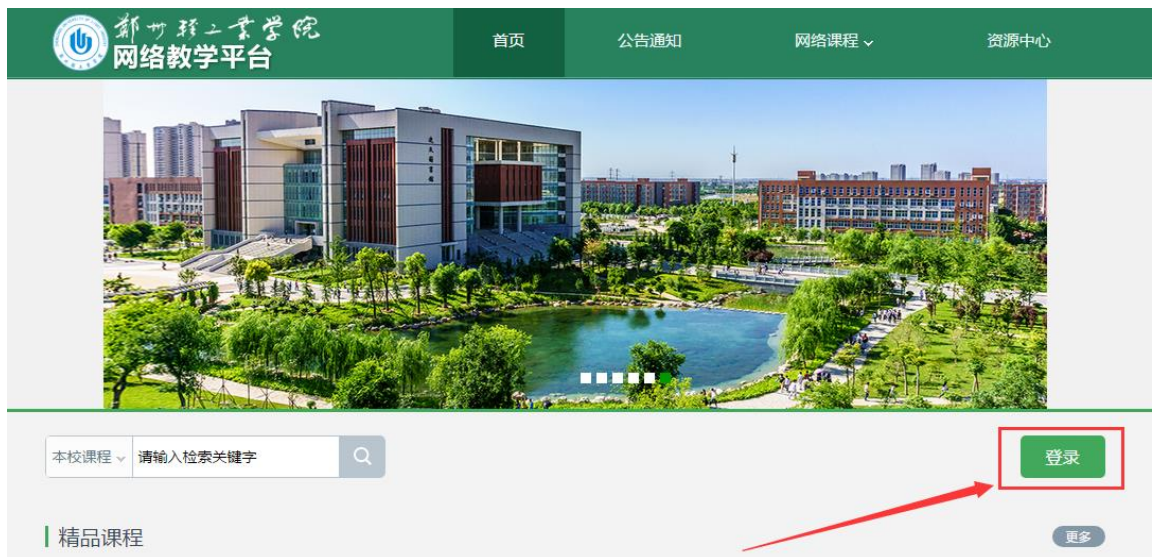 郑州轻工业学院
网络教学平台
首页
公告通知
网络课程
资源中心
本校课程
请输入检索关键字
登录
精品课程
更多